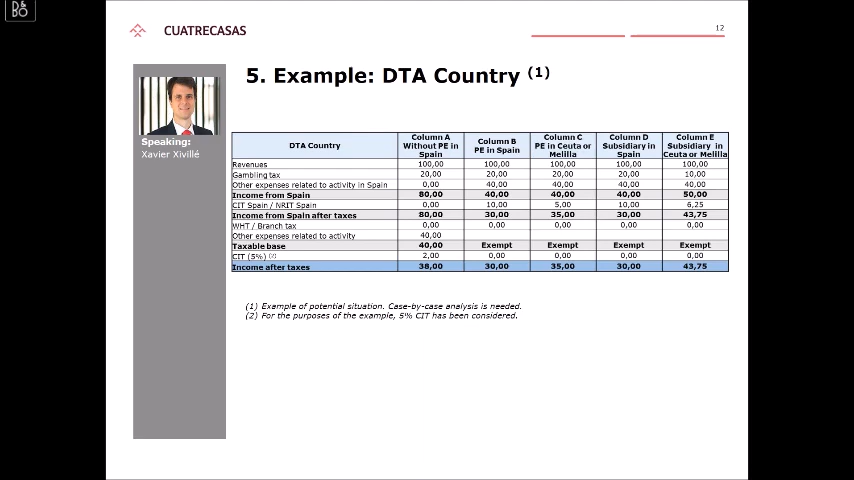 B&
BO
CUATRECASAS
12
5. Example: DTA Country (1)
Speaking:
Xavier Xivillé
DTA Country | Column A Without PE in Spain | Column B PE in Spain | Column C PE in Ceuta or Melilla | Column D Subsidiary in Spain | Column E Subsidiary in Ceuta or Melilla
Revenues 100,00 100,00 100,00 100,00 100,00
Gambling tax 20,00 20,00 20,00 20,00 10,00
Other expenses related to activity in Spain 0,00 40,00 40,00 40,00 40,00
Income from Spain 80,00 40,00 40,00 40,00 50,00
CIT Spain / NRIT Spain 0,00 10,00 5,00 10,00 6,25
Income from Spain after taxes 80,00 30,00 35,00 30,00 43,75
WHT / Branch tax 0,00 0,00 0,00 0,00 0,00
Other expenses related to activity 40,00
Taxable base 40,00 Exempt Exempt Exempt Exempt
CIT (5%) (2) 2,00 0,00 0,00 0,00 0,00
Income after taxes 38,00 30,00 35,00 30,00 43,75
(1) Example of potential situation. Case-by-case analysis is needed.
(2) For the purposes of the example, 5% CIT has been considered.